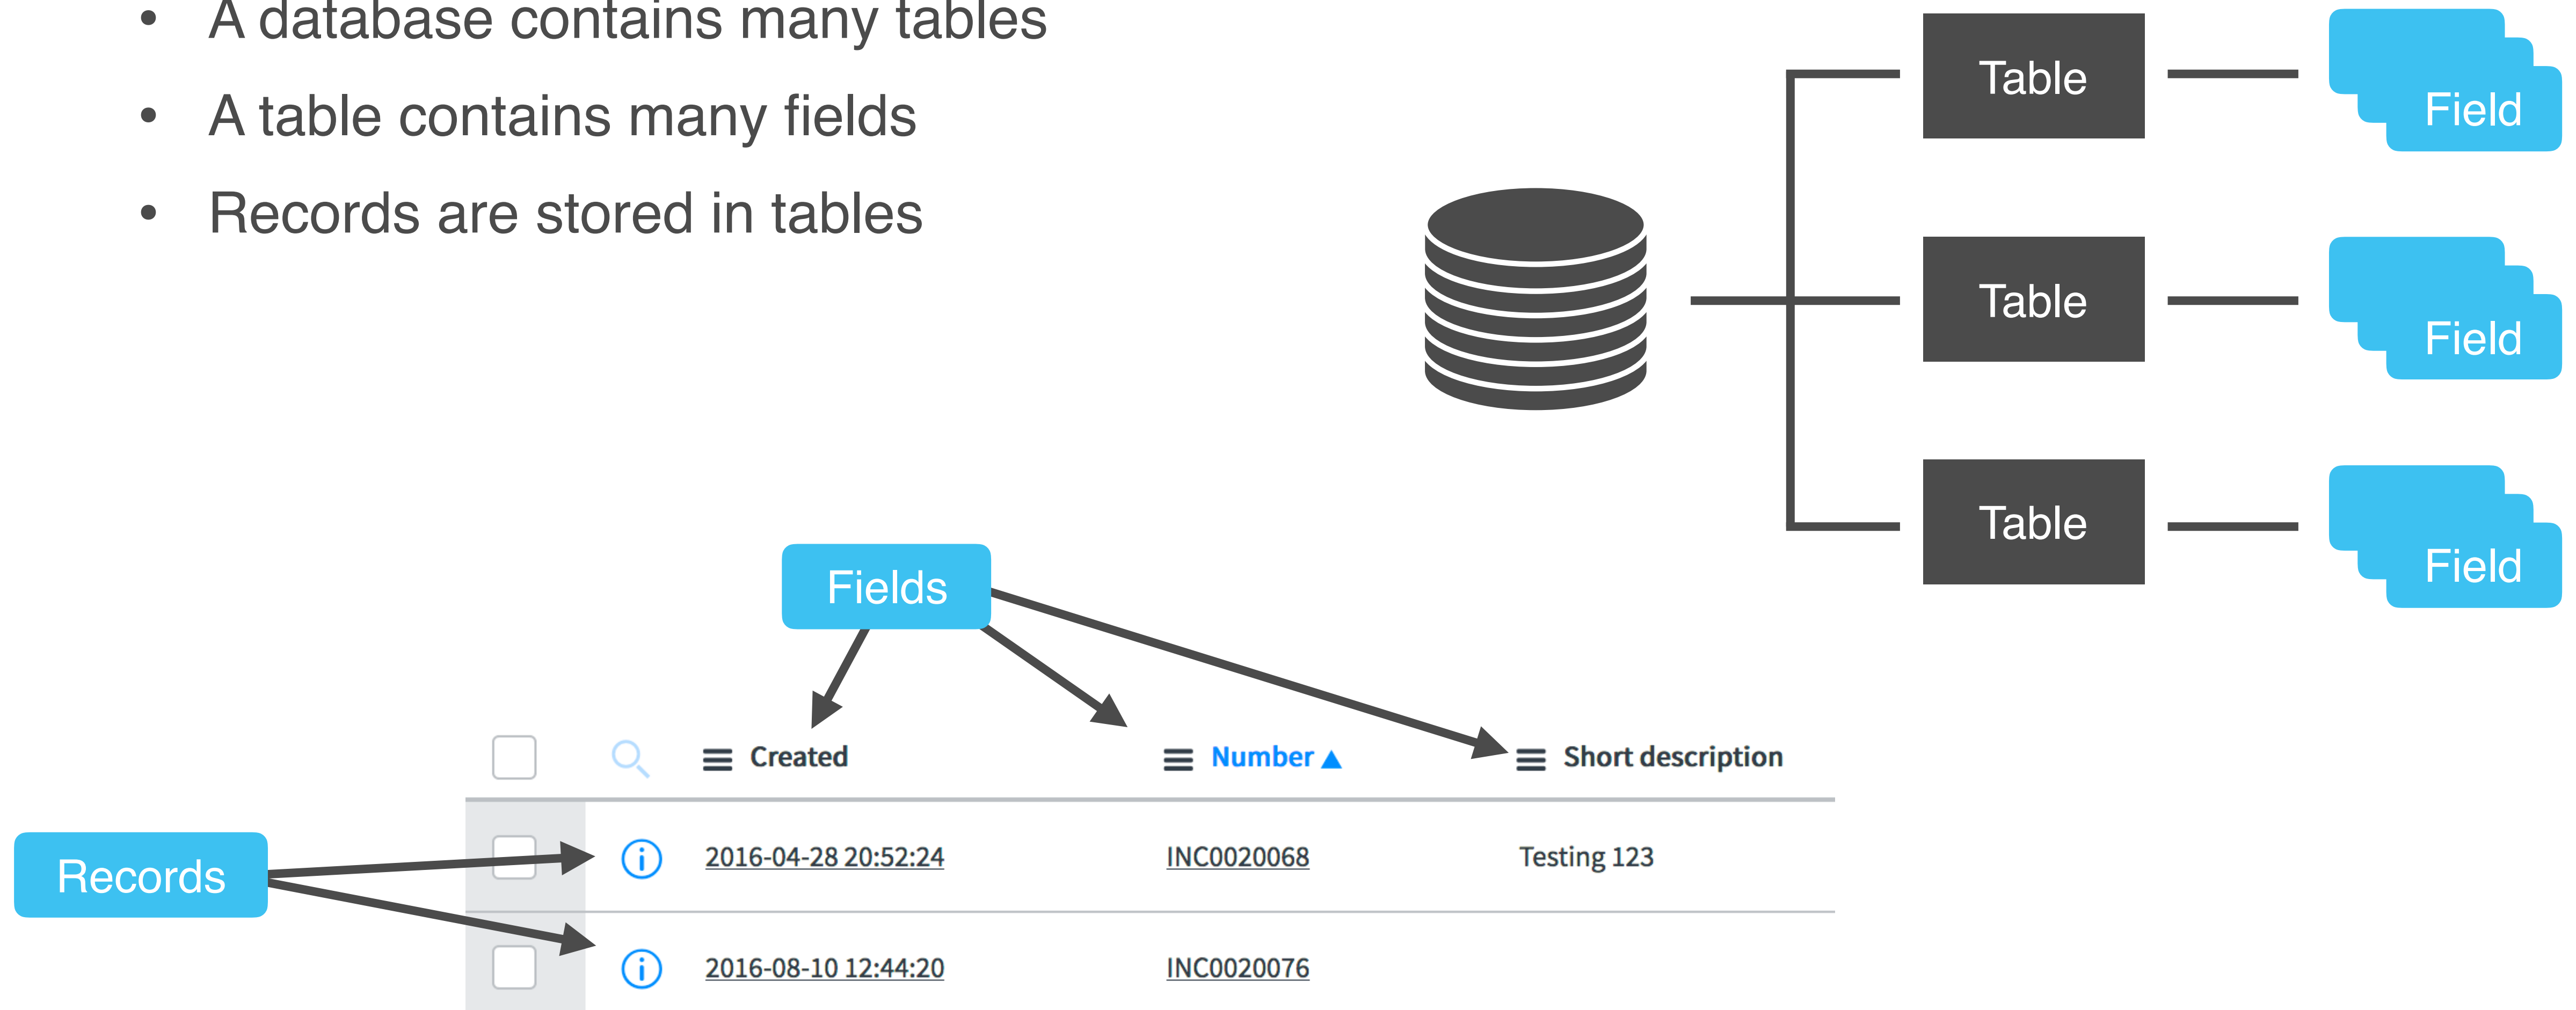 • A database contains many tables
• A table contains many fields
• Records are stored in tables
Table
Field
Table
Field
Table
Field
Fields
Created Number Short description
Records
2016-04-28 20:52:24 INC0020068 Testing 123
2016-08-10 12:44:20 INC0020076